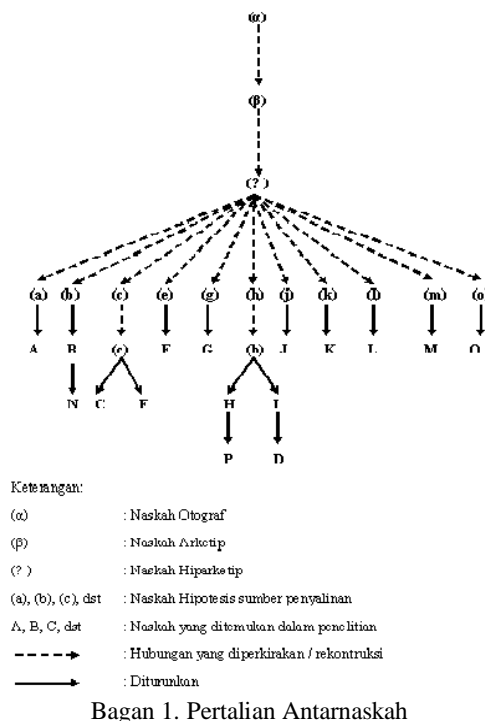 (α)
(β)
(? )
(a) (b) (c) (e) (g) (h) (j) (k) (l) (m) (o)
A B (c) E G (h) J K L M O
N C F H I
P D
Keterangan:
(α) : Naskah Otograf
(β) : Naskah Arketip
(? ) : Naskah Hiparketip
(a), (b), (c), dst : Naskah Hipotesis sumber penyalinan
A, B, C, dst : Naskah yang ditemukan dalam penelitian
: Hubungan yang diperkirakan / rekontruksi
: Diturunkan
Bagan 1. Pertalian Antarnaskah